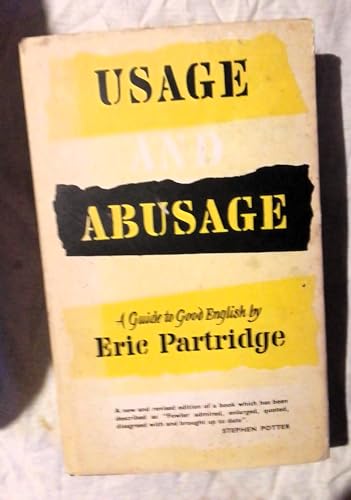 USAGE
AND
ABUSAGE
A Guide to Good English by
Eric Partridge
A new and revised edition of a book which has been
described as "Fowler admired, enlarged, quoted,
disagreed with and brought up to date"
STEPHEN POTTER